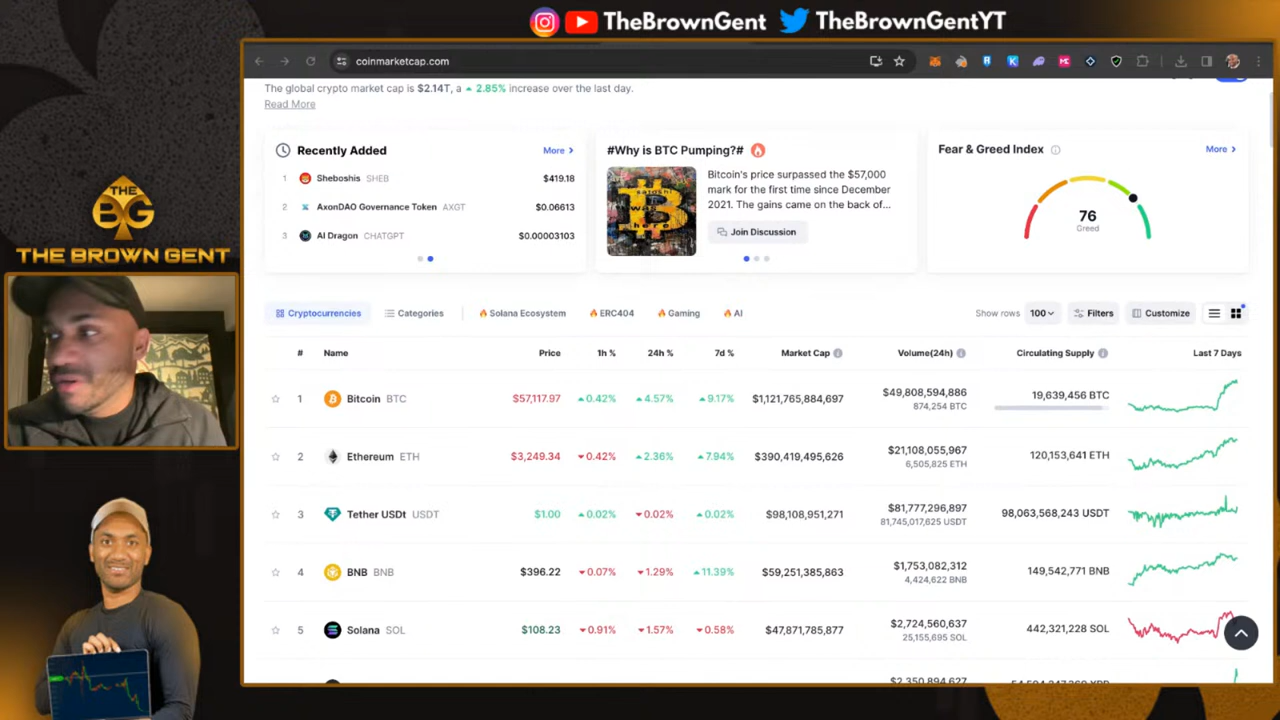 TheBrownGent TheBrownGentYT
coinmarketcap.com
The global crypto market cap is $2.14T, a 2.85% increase over the last day.
Read More
Recently Added
More >
1 Sheboshis SHEB $419.18
2 AxonDAO Governance Token AXGT $0.06613
3 AI Dragon CHATGPT $0.00003103
#Why is BTC Pumping?#
Bitcoin's price surpassed the $57,000
mark for the first time since December
2021. The gains came on the back of...
Join Discussion
Fear & Greed Index
More >
76
Greed
THE
BG
THE BROWN GENT
Cryptocurrencies Categories Solana Ecosystem ERC404 Gaming AI Show rows 100 Filters Customize
# Name Price 1h % 24h % 7d % Market Cap Volume(24h) Circulating Supply Last 7 Days
1 Bitcoin BTC $57,117.97 0.42% 4.57% 9.17% $1,121,765,884,697 $49,808,594,886 19,639,456 BTC
874,254 BTC
2 Ethereum ETH $3,249.34 0.42% 2.36% 7.94% $390,419,495,626 $21,108,055,967 120,153,641 ETH
6,505,825 ETH
3 Tether USDt USDT $1.00 0.02% 0.02% 0.02% $98,108,951,271 $81,777,296,897 98,063,568,243 USDT
81,745,017,625 USDT
4 BNB BNB $396.22 0.07% 1.29% 11.39% $59,251,385,863 $1,753,082,312 149,542,771 BNB
4,424,622 BNB
5 Solana SOL $108.23 0.91% 1.57% 0.58% $47,871,785,877 $2,724,560,637 442,321,228 SOL
25,155,695 SOL